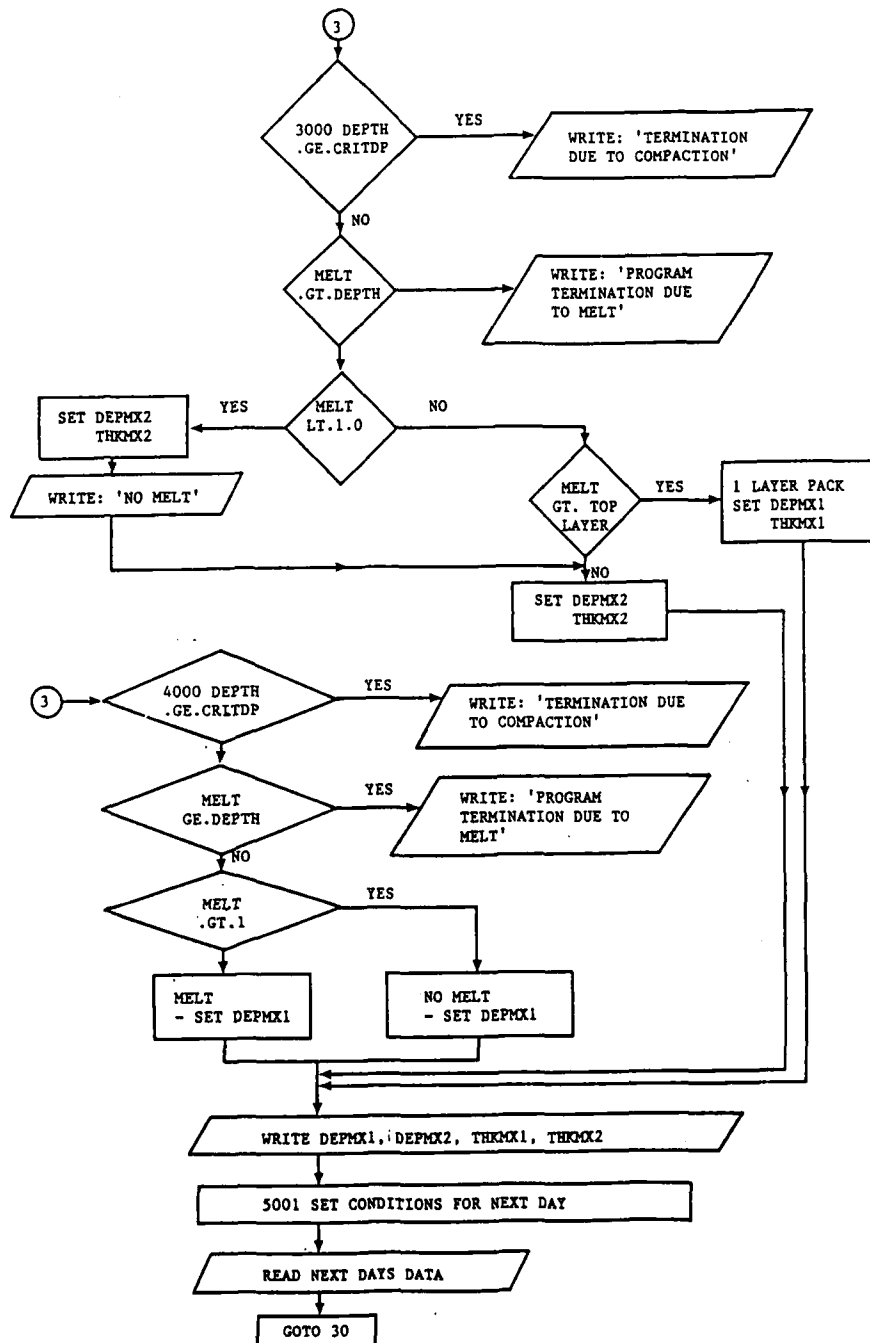 3
3000 DEPTH
.GE.CRITDP
YES
WRITE: 'TERMINATION
DUE TO COMPACTION'
NO
MELT
.GT.DEPTH
WRITE: 'PROGRAM
TERMINATION DUE
TO MELT'
YES
MELT
LT.1.0
NO
SET DEPMX2
THKMX2
WRITE: 'NO MELT'
MELT
GT. TOP
LAYER
YES
1 LAYER PACK
SET DEPMX1
THKMX1
NO
SET DEPMX2
THKMX2
3
4000 DEPTH
.GE.CRITDP
YES
WRITE: 'TERMINATION DUE
TO COMPACTION'
MELT
GE.DEPTH
YES
WRITE: 'PROGRAM
TERMINATION DUE TO
MELT'
NO
MELT
.GT.1
YES
MELT
- SET DEPMX1
NO MELT
- SET DEPMX1
WRITE DEPMX1, DEPMX2, THKMX1, THKMX2
5001 SET CONDITIONS FOR NEXT DAY
READ NEXT DAYS DATA
GOTO 30